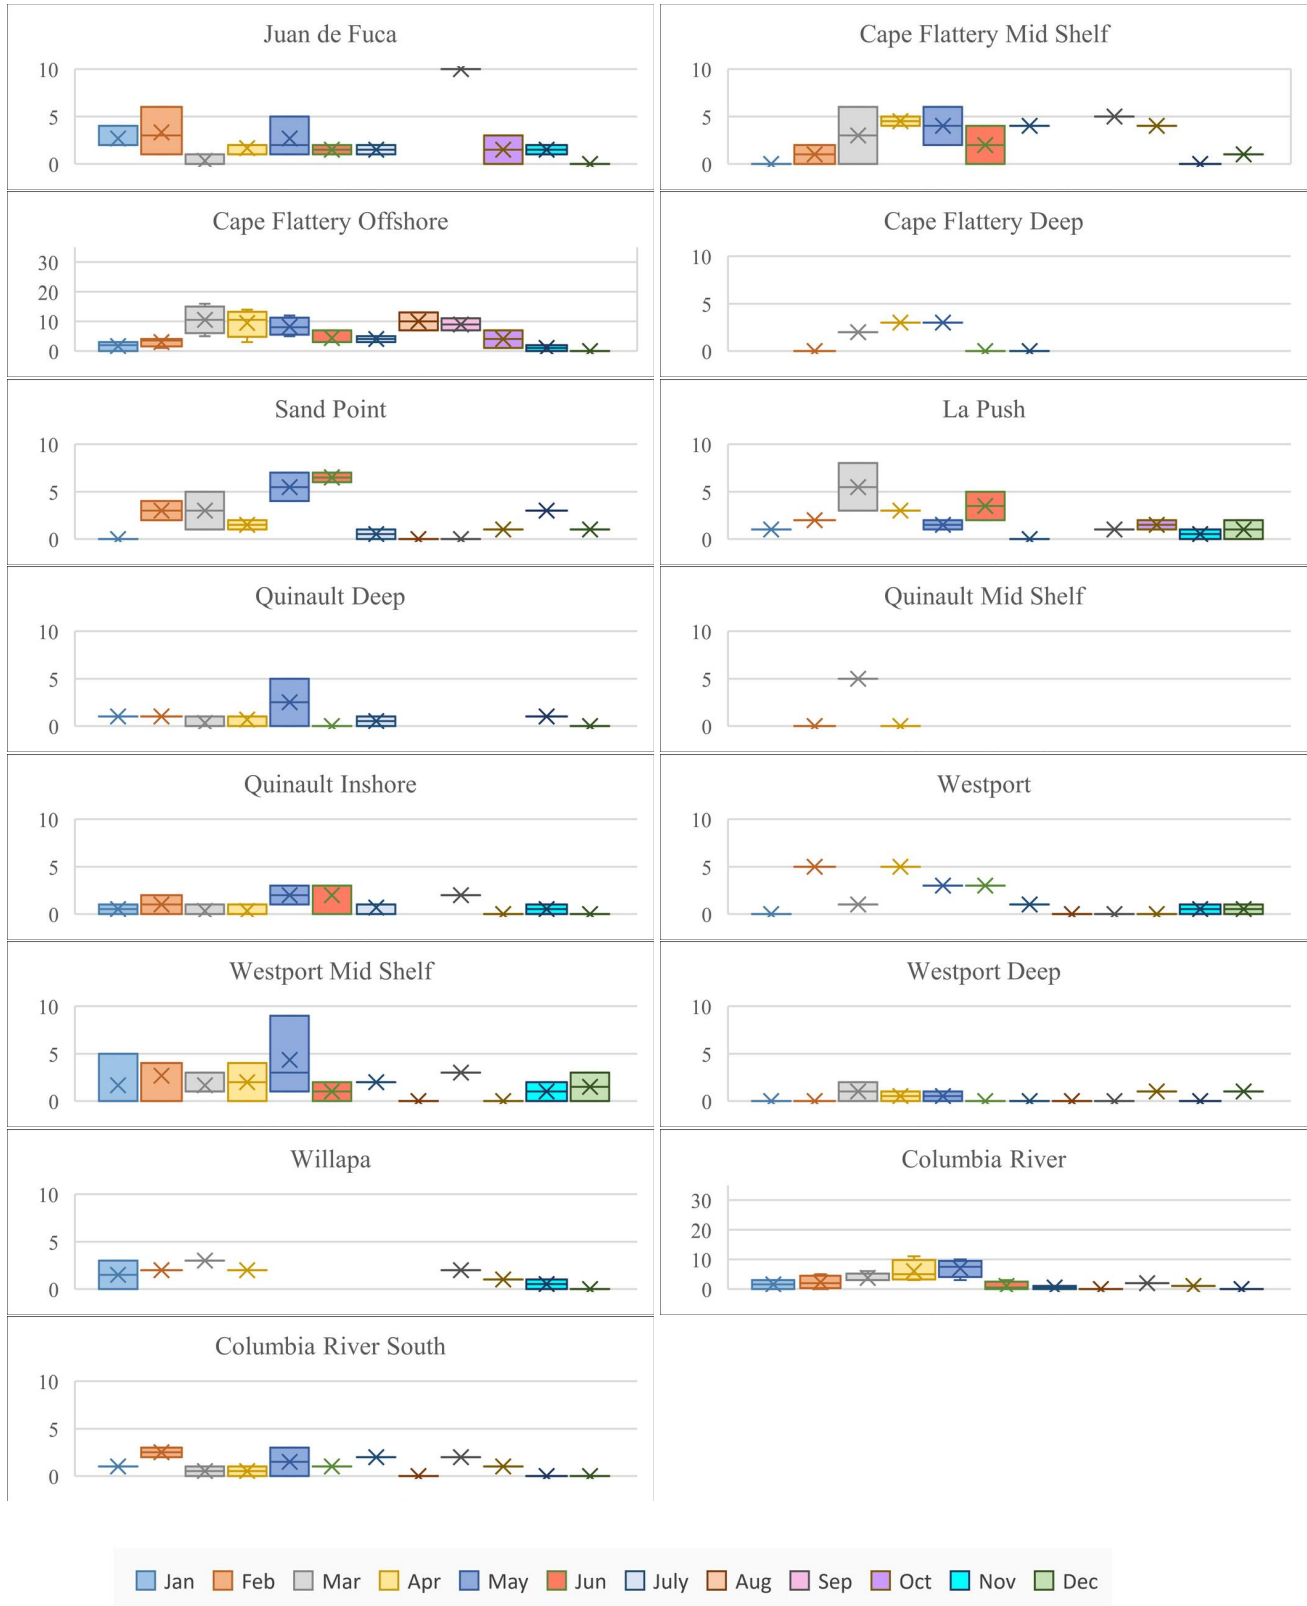 Juan de Fuca
10
5
0
Cape Flattery Mid Shelf
10
5
0
Cape Flattery Offshore
30
20
10
0
Cape Flattery Deep
10
5
0
Sand Point
10
5
0
La Push
10
5
0
Quinault Deep
10
5
0
Quinault Mid Shelf
10
5
0
Quinault Inshore
10
5
0
Westport
10
5
0
Westport Mid Shelf
10
5
0
Westport Deep
10
5
0
Willapa
10
5
0
Columbia River
30
20
10
0
Columbia River South
10
5
0
Jan Feb Mar Apr May Jun July Aug Sep Oct Nov Dec